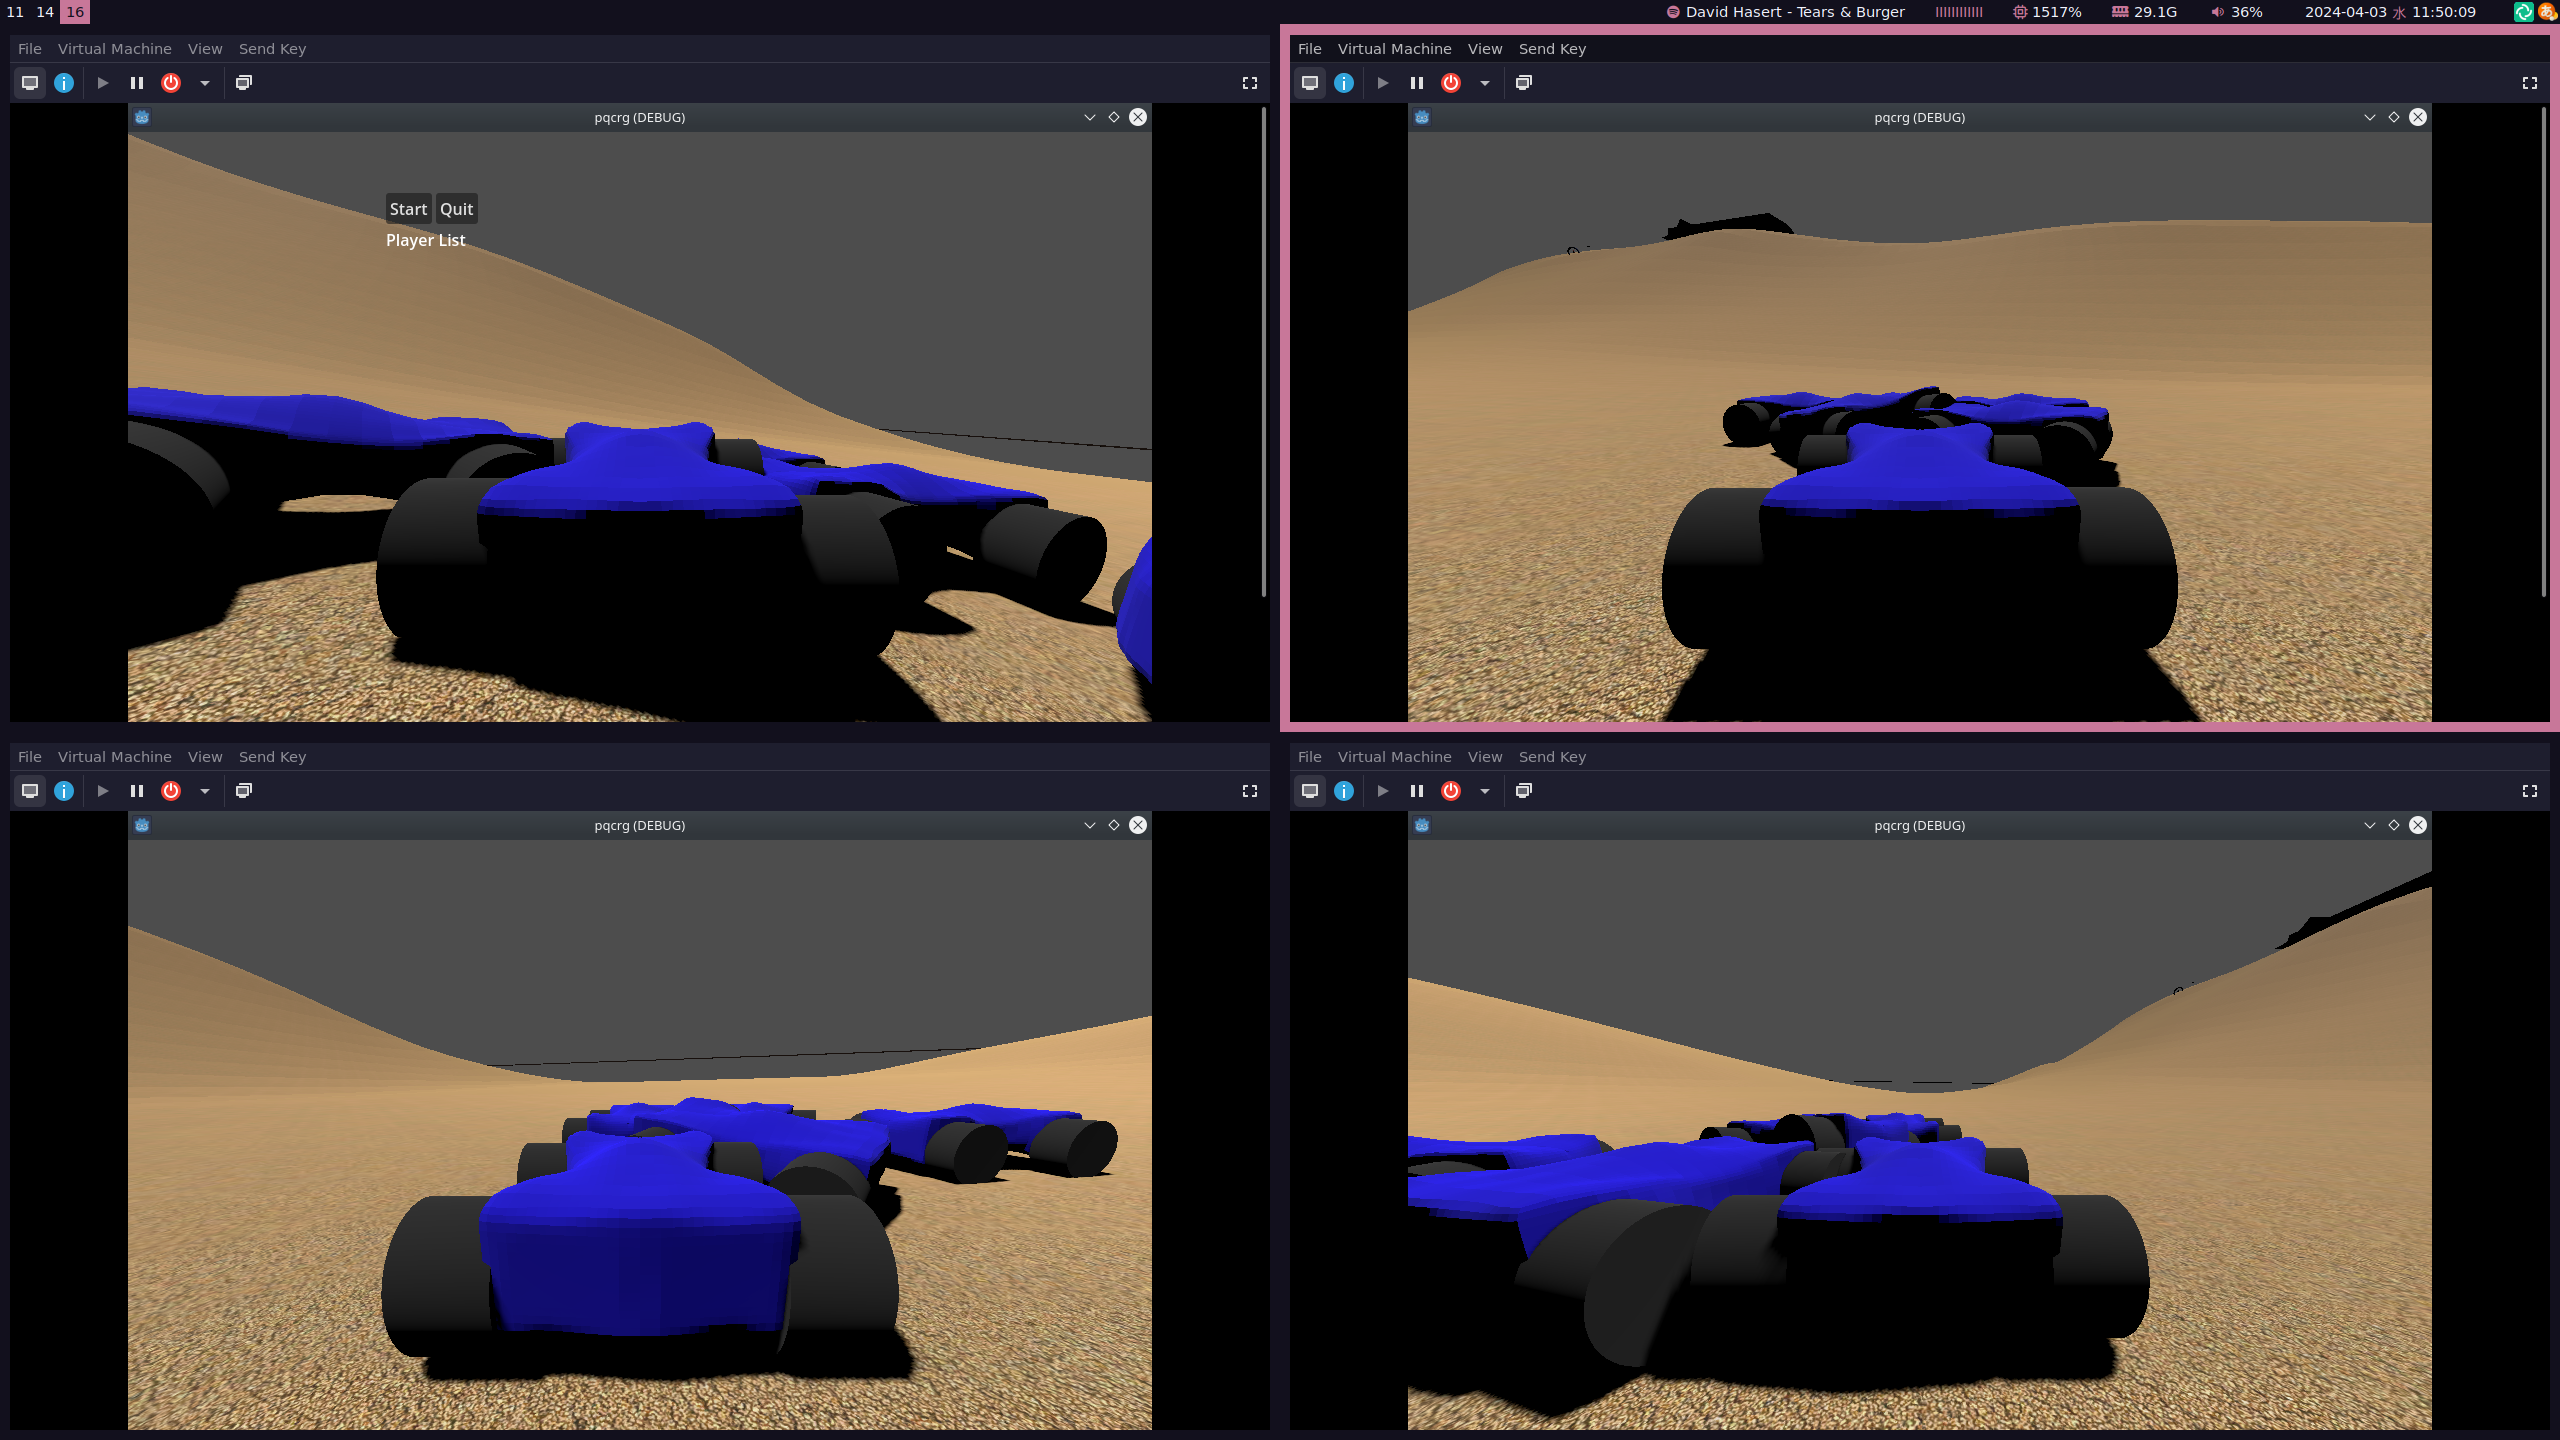 11 14 16 David Hasert - Tears & Burger 1517% 29.1G 36% 2024-04-03 水 11:50:09 あ
File Virtual Machine View Send Key
pqcrg (DEBUG)
Start Quit
Player List
File Virtual Machine View Send Key
pqcrg (DEBUG)
File Virtual Machine View Send Key
pqcrg (DEBUG)
File Virtual Machine View Send Key
pqcrg (DEBUG)